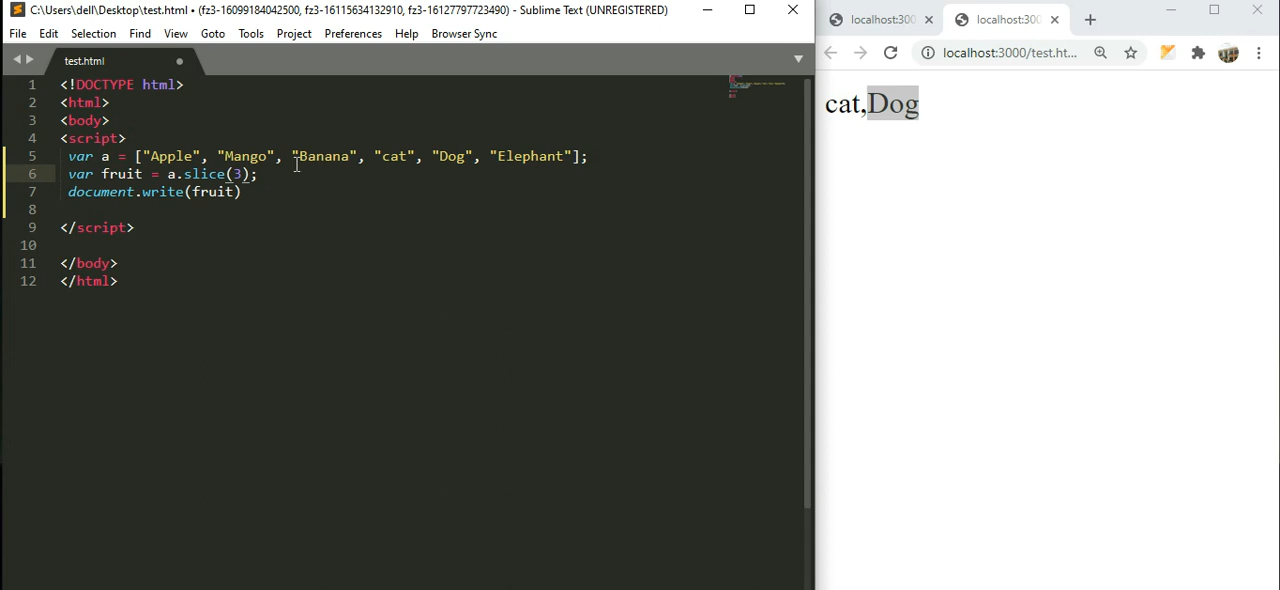 C:\Users\dell\Desktop\test.html • (fz3-16099184042500, fz3-16115634132910, fz3-16127797723490) - Sublime Text (UNREGISTERED)
File Edit Selection Find View Goto Tools Project Preferences Help Browser Sync
test.html
1 <!DOCTYPE html>
2 <html>
3 <body>
4 <script>
5 var a = ["Apple", "Mango", "Banana", "cat", "Dog", "Elephant"];
6 var fruit = a.slice(3);
7 document.write(fruit)
8
9 </script>
10
11 </body>
12 </html>
localhost:300
localhost:300
localhost:3000/test.ht...
cat,Dog